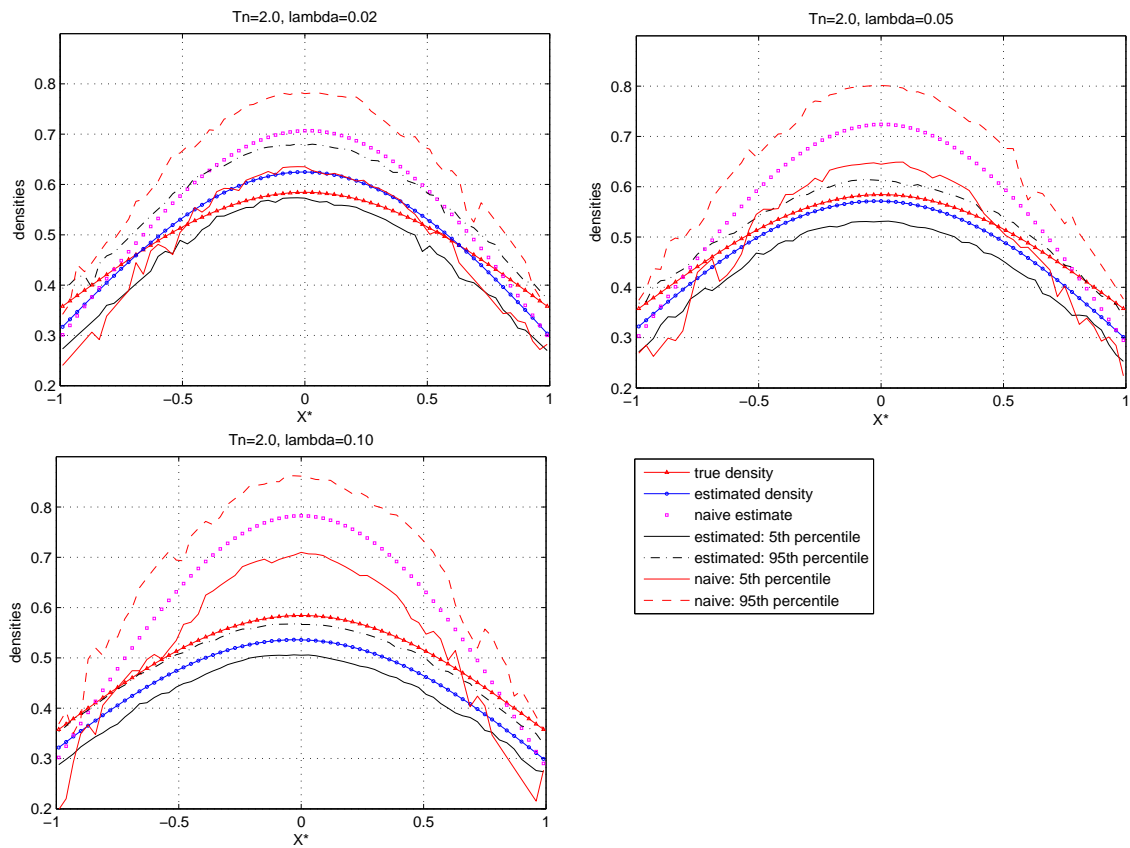 Tn=2.0, lambda=0.02
densities
0.8
0.7
0.6
0.5
0.4
0.3
0.2
−1
−0.5
0
0.5
1
X*
Tn=2.0, lambda=0.05
densities
0.8
0.7
0.6
0.5
0.4
0.3
0.2
−1
−0.5
0
0.5
1
X*
Tn=2.0, lambda=0.10
densities
0.8
0.7
0.6
0.5
0.4
0.3
0.2
−1
−0.5
0
0.5
1
X*
true density
estimated density
naive estimate
estimated: 5th percentile
estimated: 95th percentile
naive: 5th percentile
naive: 95th percentile